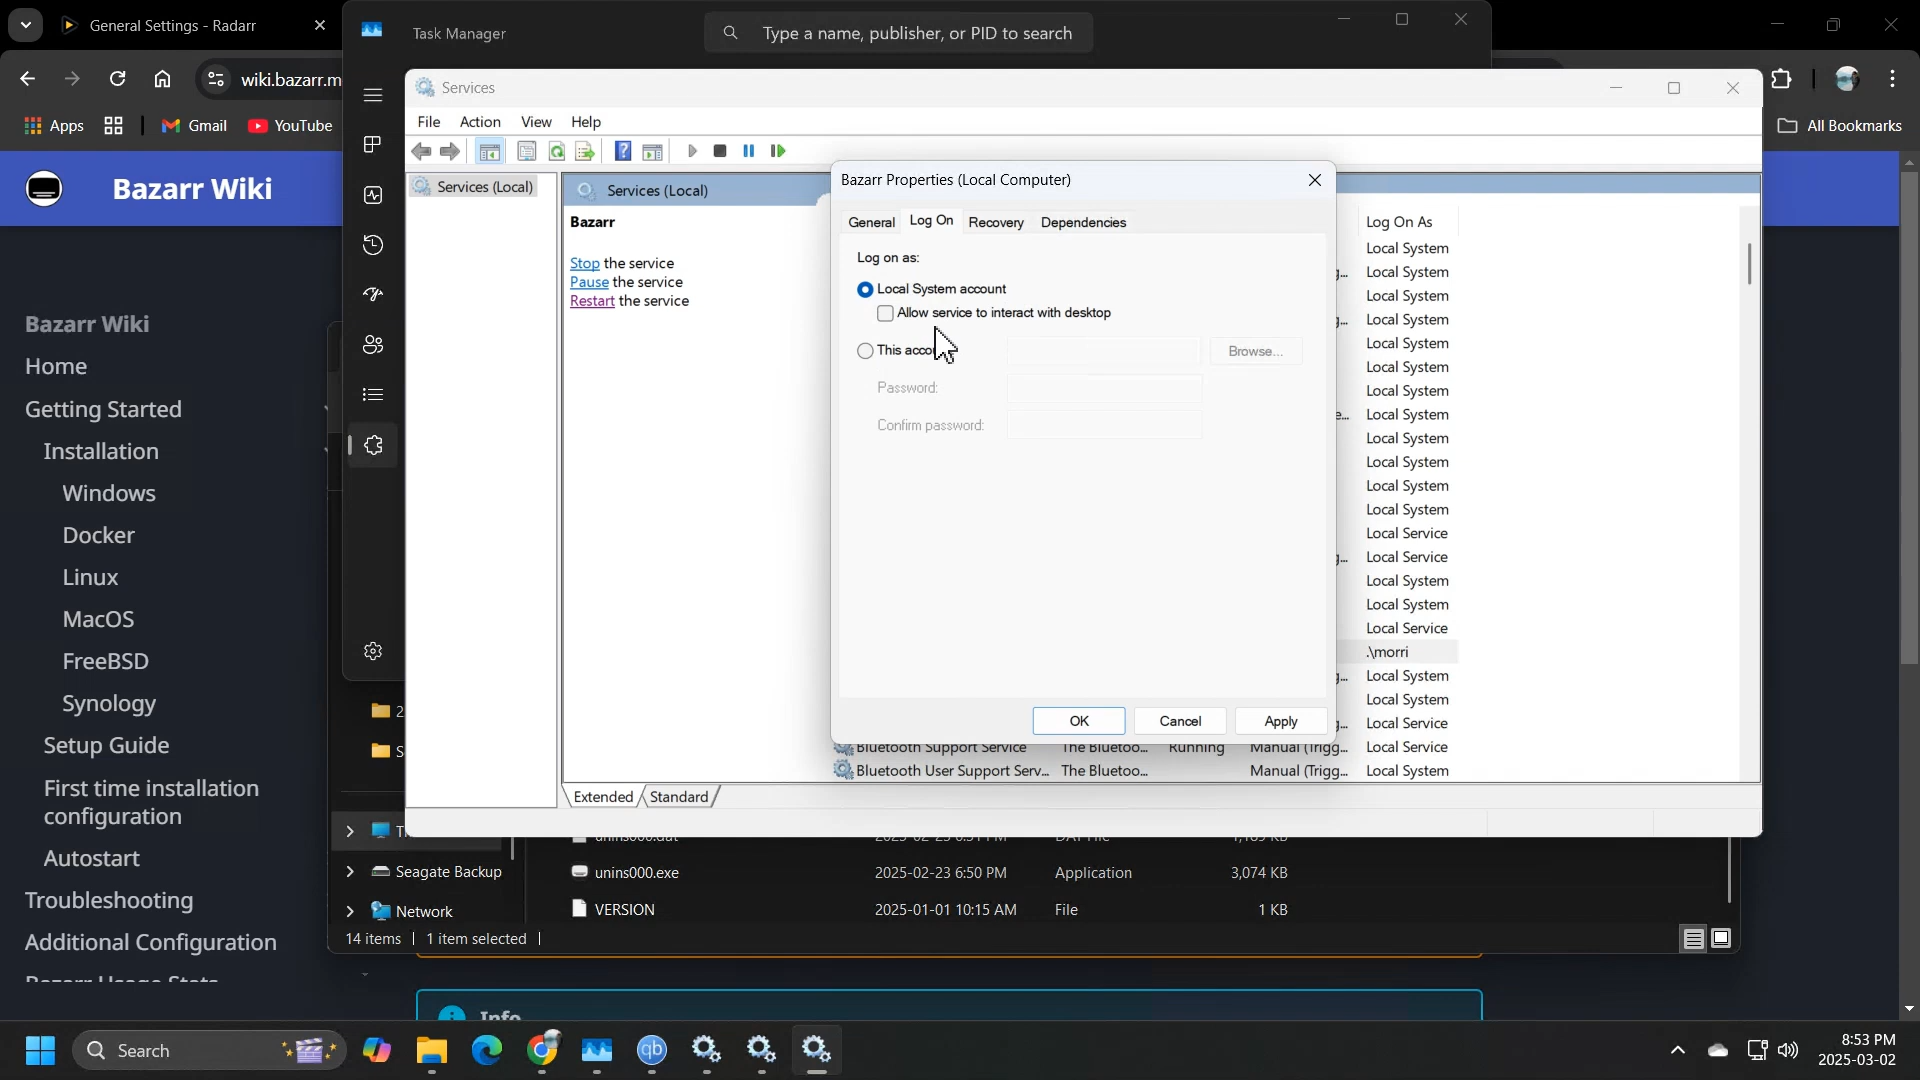 General Settings - Radarr
Task Manager
Type a name, publisher, or PID to search
wiki.bazarr.m
Services
Apps
Gmail
YouTube
File Action View Help
All Bookmarks
Bazarr Wiki
Services (Local)
Services (Local)
Bazarr Properties (Local Computer)
General Log On Recovery Dependencies
Log On As
Bazarr
Stop the service
Pause the service
Restart the service
Log on as:
Local System account
Allow service to interact with desktop
This acco
Browse...
Password:
Confirm password:
OK Cancel Apply
Local System
Local System
Local System
Local System
Local System
Local System
Local System
Local System
Local System
Local System
Local System
Local System
Local Service
Local Service
Local System
Local System
Local Service
.\morri
Local System
Local System
Local Service
Bluetooth Support Service The Bluetoo... Running Manual (Trigg... Local Service
Bluetooth User Support Serv... The Bluetoo... Manual (Trigg... Local System
Extended Standard
Bazarr Wiki
Home
Getting Started
Installation
Windows
Docker
Linux
MacOS
FreeBSD
Synology
Setup Guide
First time installation
configuration
Autostart
Troubleshooting
Additional Configuration
Bazarr Usage Stats
2
S
T
Seagate Backup
Network
unins000.exe 2025-02-23 6:50 PM Application 3,074 KB
VERSION 2025-01-01 10:15 AM File 1 KB
14 items 1 item selected
Info
Search
8:53 PM
2025-03-02